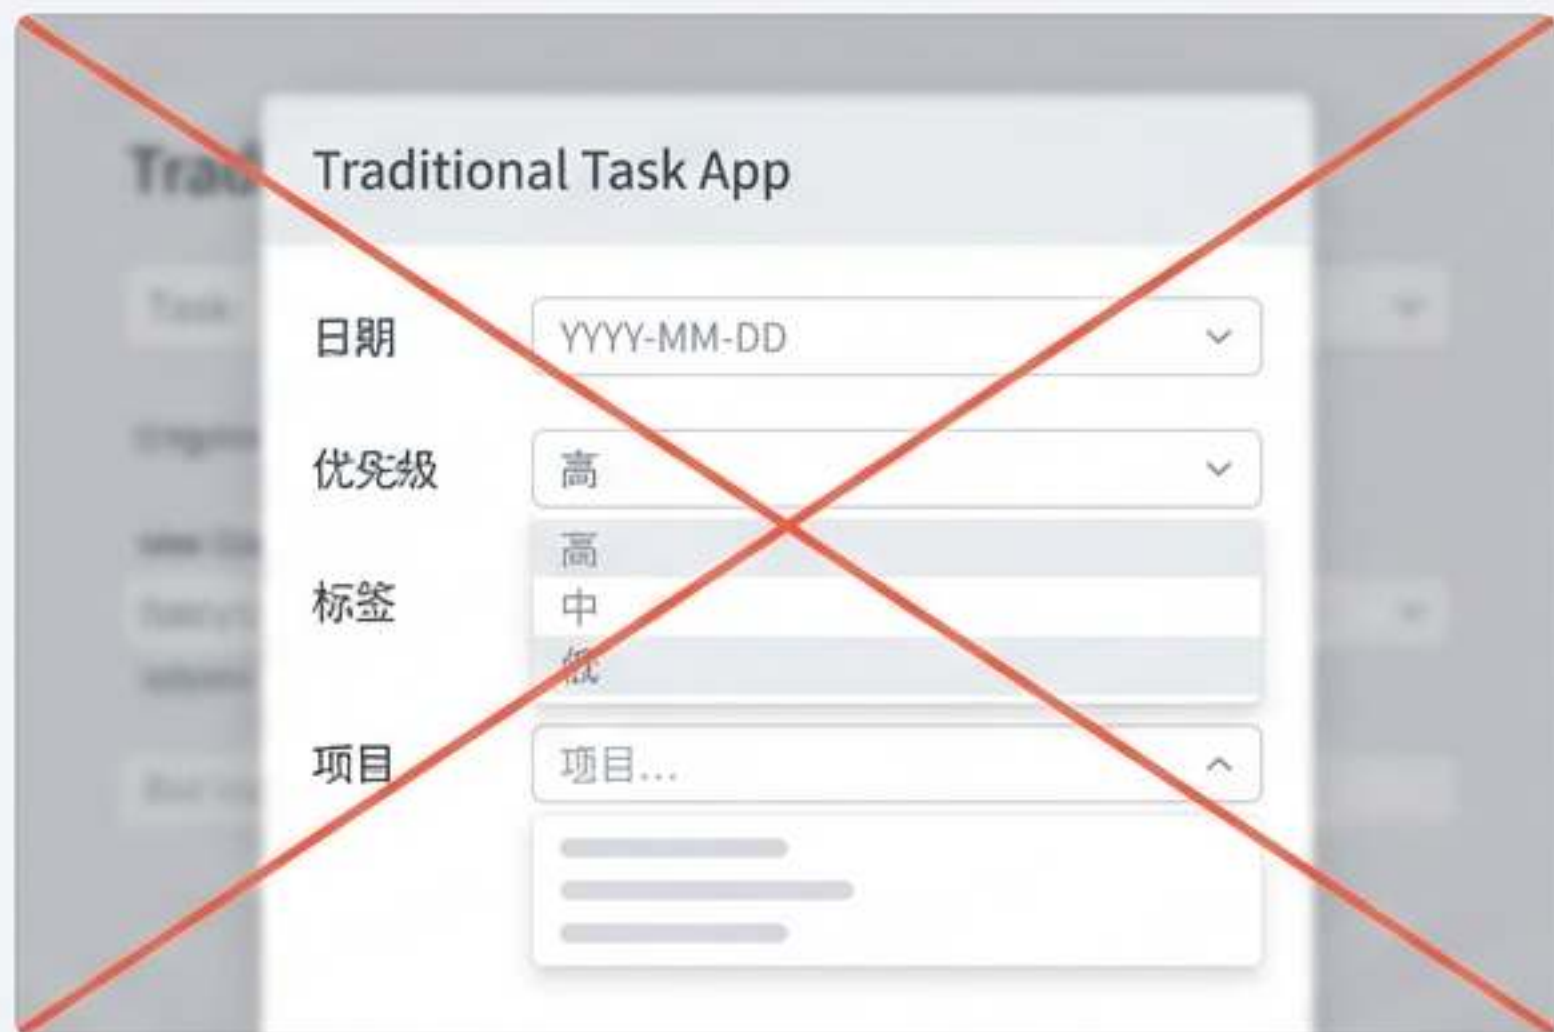 Traditional Task App
日期 YYYY-MM-DD
优先级 高
高
标签 中
低
项目 项目...